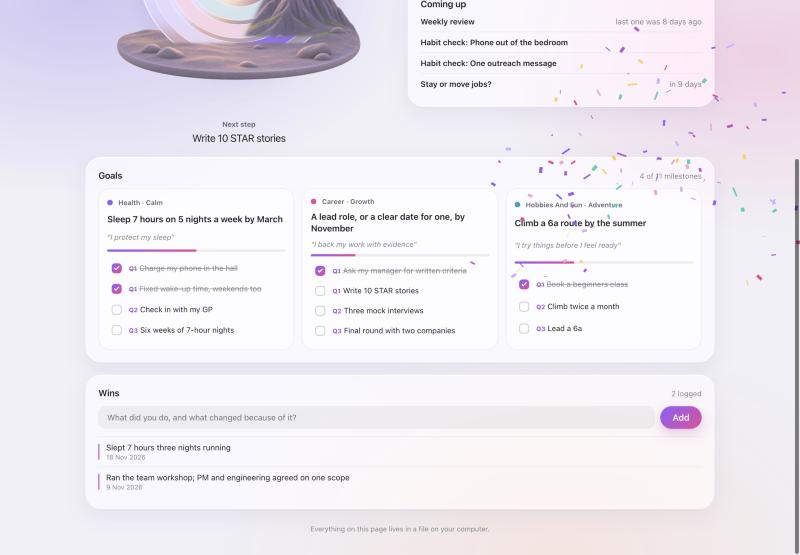 Coming up
Weekly review
last one was 8 days ago
Habit check: Phone out of the bedroom
Habit check: One outreach message
Stay or move jobs?
in 9 days
Next step
Write 10 STAR stories
Goals
4 of 11 milestones
Health · Calm
Sleep 7 hours on 5 nights a week by March
"I protect my sleep"
Q1 Charge my phone in the hall
Q1 Fixed wake-up time, weekends too
Q2 Check in with my GP
Q3 Six weeks of 7-hour nights
Career · Growth
A lead role, or a clear date for one, by
November
"I back my work with evidence"
Q1 Ask my manager for written criteria
Q1 Write 10 STAR stories
Q2 Three mock interviews
Q3 Final round with two companies
Hobbies And Fun · Adventure
Climb a 6a route by the summer
"I try things before I feel ready"
Q1 Book a beginners class
Q2 Climb twice a month
Q3 Lead a 6a
Wins
2 logged
What did you do, and what changed because of it?
Add
Slept 7 hours three nights running
18 Nov 2026
Ran the team workshop; PM and engineering agreed on one scope
9 Nov 2026
Everything on this page lives in a file on your computer.